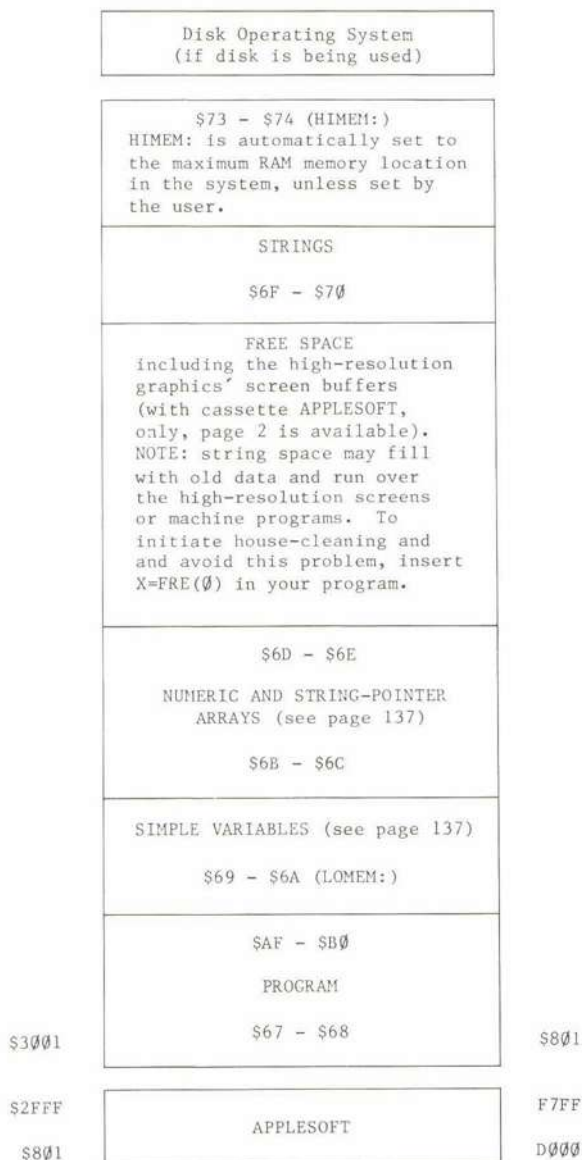 Disk Operating System
(if disk is being used)
$73 - $74 (HIMEM:)
HIMEM: is automatically set to
the maximum RAM memory location
in the system, unless set by
the user.
STRINGS
$6F - $7Ø
FREE SPACE
including the high-resolution
graphics´ screen buffers
(with cassette APPLESOFT,
only, page 2 is available).
NOTE: string space may fill
with old data and run over
the high-resolution screens
or machine programs. To
initiate house-cleaning and
and avoid this problem, insert
X=FRE(Ø) in your program.
$6D - $6E
NUMERIC AND STRING-POINTER
ARRAYS (see page 137)
$6B - $6C
SIMPLE VARIABLES (see page 137)
$69 - $6A (LOMEM:)
$AF - $BØ
PROGRAM
$3ØØ1 $67 - $68 $8Ø1
$2FFF F7FF
APPLESOFT
$8Ø1 DØØØ